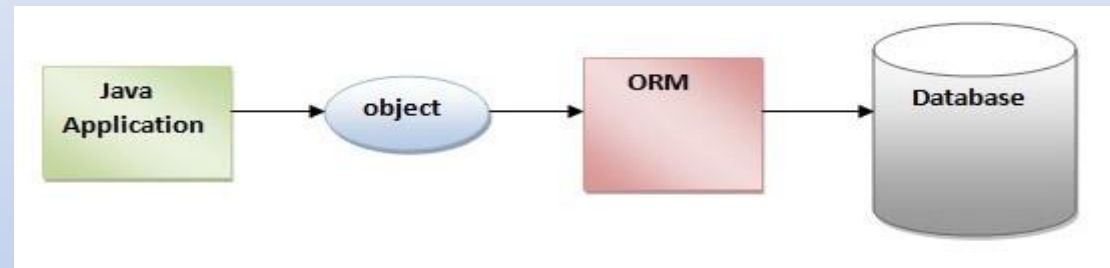 Java
Application
object
ORM
Database